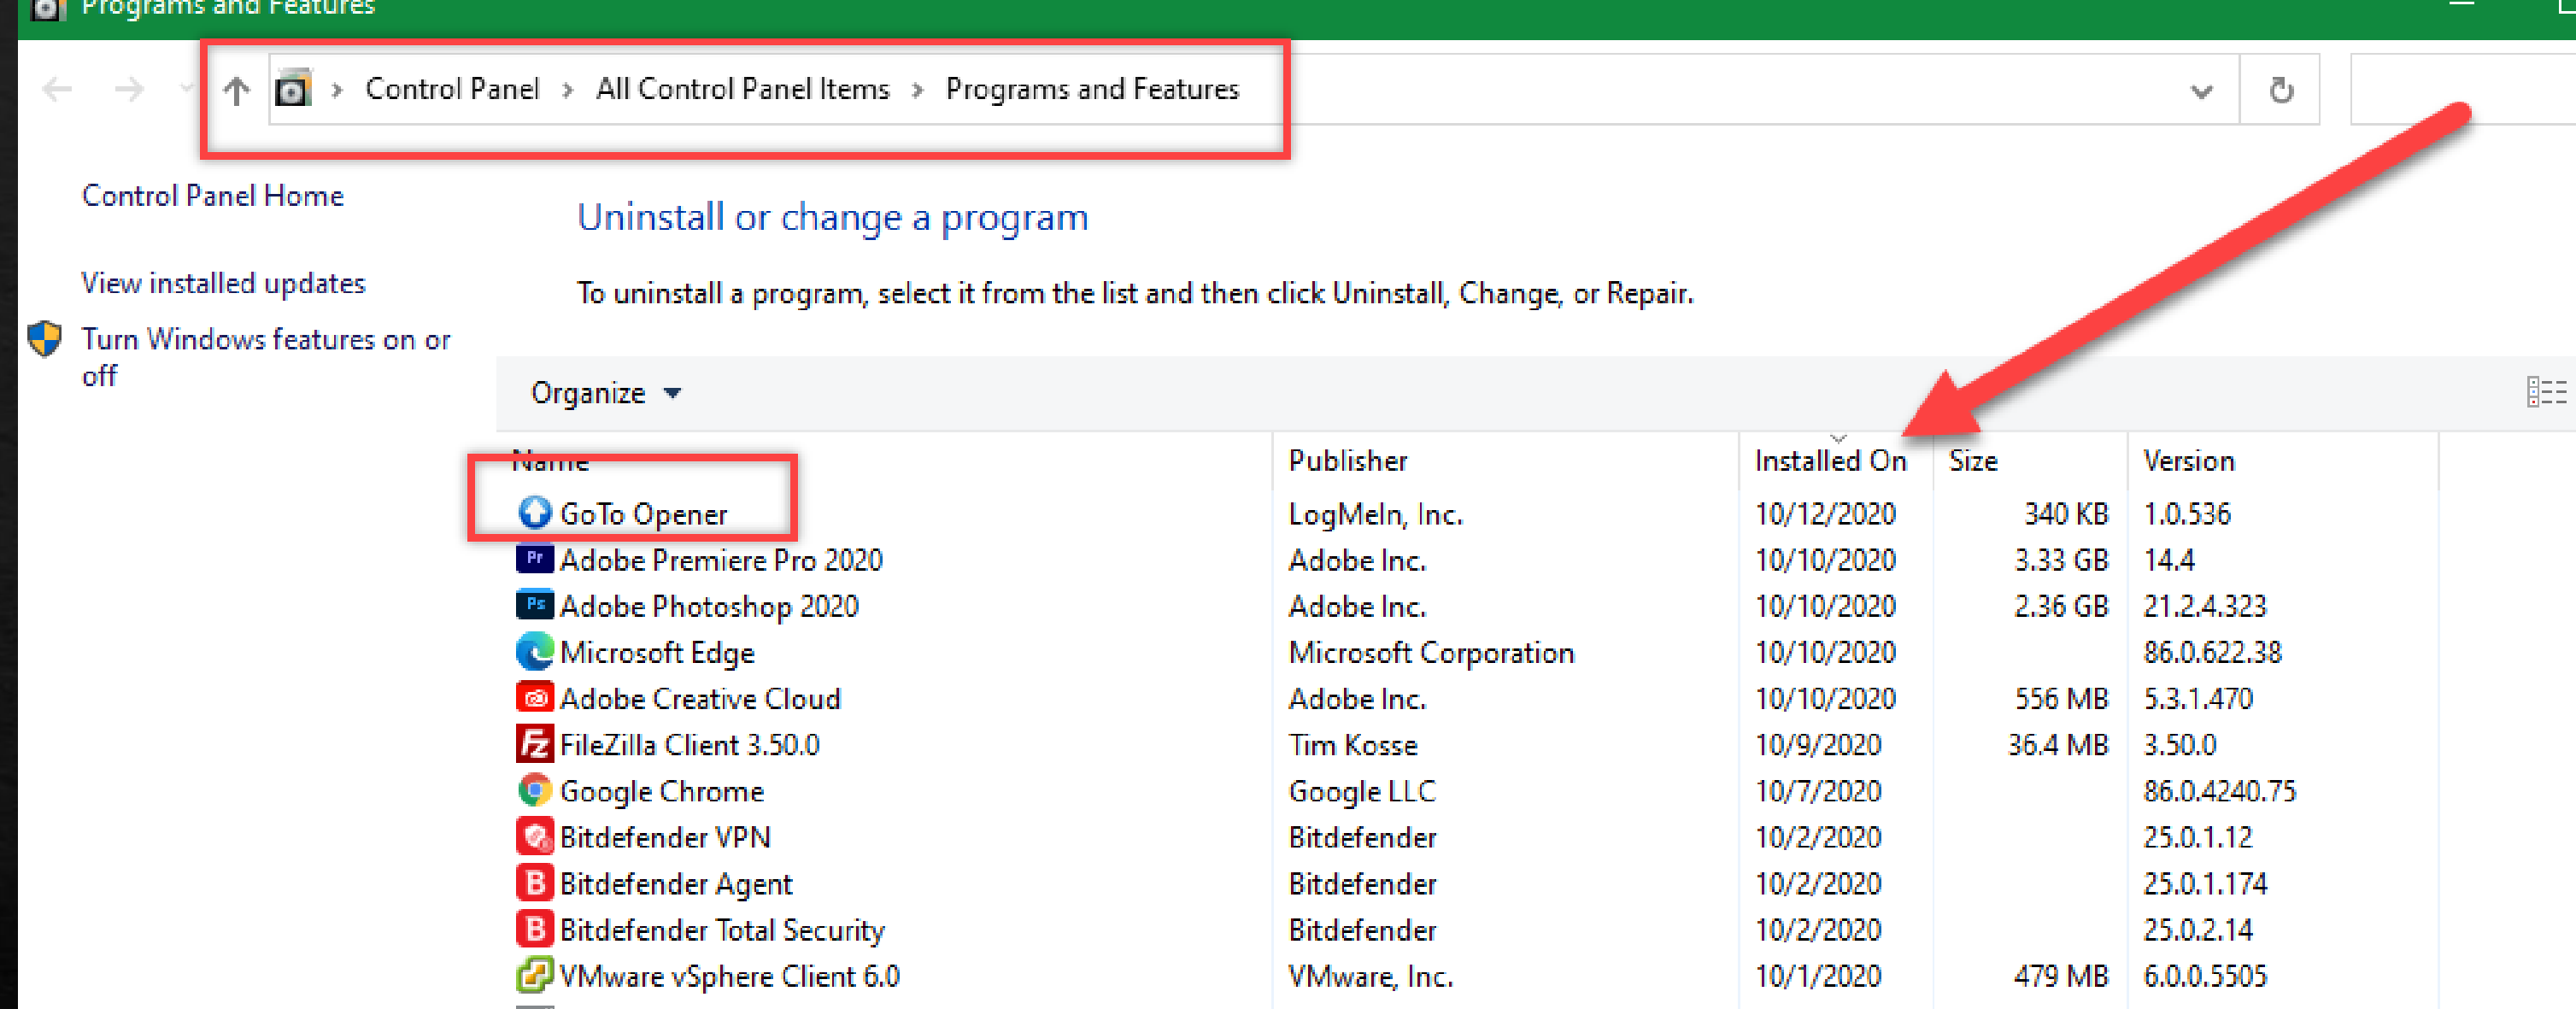 Programs and Features
Control Panel > All Control Panel Items > Programs and Features
Control Panel Home
View installed updates
Turn Windows features on or
off
Uninstall or change a program
To uninstall a program, select it from the list and then click Uninstall, Change, or Repair.
Organize
Name Publisher Installed On Size Version
GoTo Opener LogMeIn, Inc. 10/12/2020 340 KB 1.0.536
Pr Adobe Premiere Pro 2020 Adobe Inc. 10/10/2020 3.33 GB 14.4
Ps Adobe Photoshop 2020 Adobe Inc. 10/10/2020 2.36 GB 21.2.4.323
Microsoft Edge Microsoft Corporation 10/10/2020 86.0.622.38
Adobe Creative Cloud Adobe Inc. 10/10/2020 556 MB 5.3.1.470
Fz FileZilla Client 3.50.0 Tim Kosse 10/9/2020 36.4 MB 3.50.0
Google Chrome Google LLC 10/7/2020 86.0.4240.75
Bitdefender VPN Bitdefender 10/2/2020 25.0.1.12
B Bitdefender Agent Bitdefender 10/2/2020 25.0.1.174
B Bitdefender Total Security Bitdefender 10/2/2020 25.0.2.14
VMware vSphere Client 6.0 VMware, Inc. 10/1/2020 479 MB 6.0.0.5505